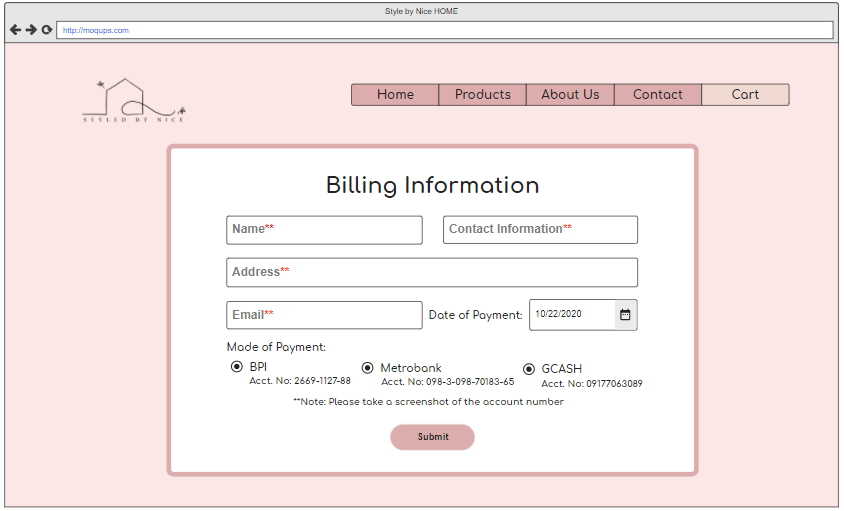 Style by Nice HOME
http://moqups.com
STYLED BY NICE
Home Products About Us Contact Cart
Billing Information
Name** Contact Information**
Address**
Email** Date of Payment: 10/22/2020
Made of Payment:
BPI Metrobank GCASH
Acct. No: 2669-1127-88 Acct. No: 098-3-098-70183-65 Acct. No: 09177063089
**Note: Please take a screenshot of the account number
Submit